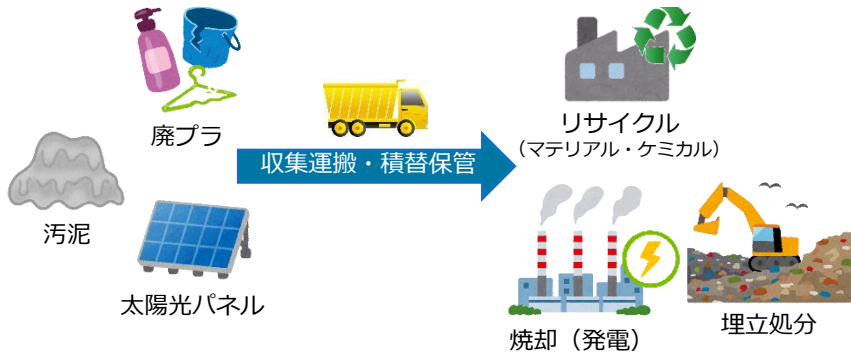 廃プラ
汚泥
太陽光パネル
収集運搬・積替保管
リサイクル
（マテリアル・ケミカル）
焼却（発電）
埋立処分